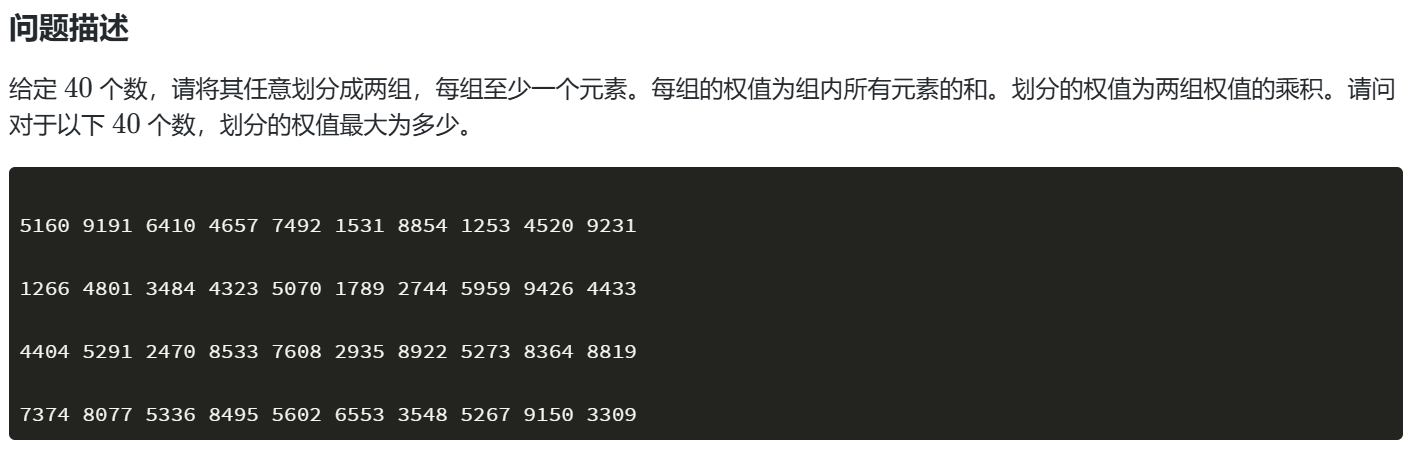 问题描述
给定 40 个数，请将其任意划分成两组，每组至少一个元素。每组的权值为组内所有元素的和。划分的权值为两组权值的乘积。请问
对于以下 40 个数，划分的权值最大为多少。
5160 9191 6410 4657 7492 1531 8854 1253 4520 9231
1266 4801 3484 4323 5070 1789 2744 5959 9426 4433
4404 5291 2470 8533 7608 2935 8922 5273 8364 8819
7374 8077 5336 8495 5602 6553 3548 5267 9150 3309